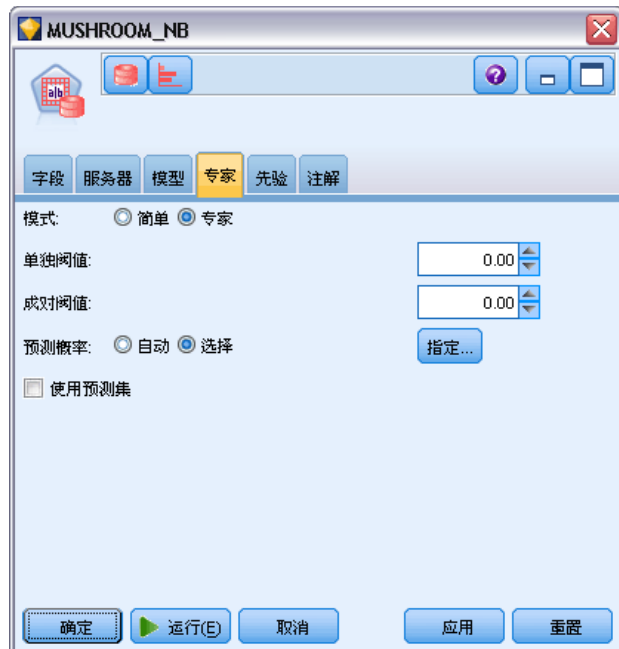 MUSHROOM_NB
a|b
字段 服务器 模型 专家 先验 注解
模式: 简单 专家
单独阀值: 0.00
成对阀值: 0.00
预测概率: 自动 选择 指定...
使用预测集
确定 运行(E) 取消 应用 重置